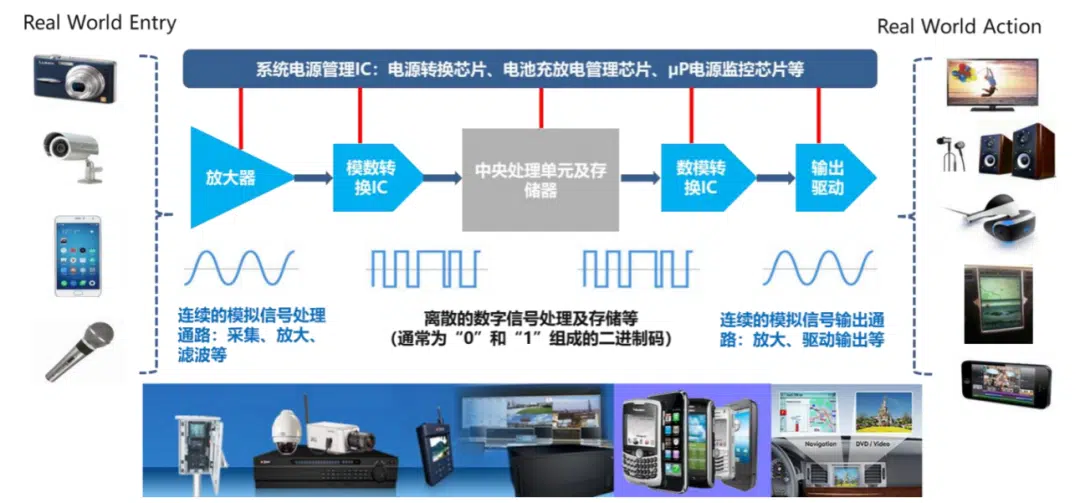 Real World Entry
Real World Action
系统电源管理IC：电源转换芯片、电池充放电管理芯片、μP电源监控芯片等
放大器
模数转
换IC
中央处理单元及存
储器
数模转
换IC
输出
驱动
连续的模拟信号处理
通路：采集、放大、
滤波等
离散的数字信号处理及存储等
（通常为“0”和“1”组成的二进制码）
连续的模拟信号输出通
路：放大、驱动输出等
Navigation
DVD / Video